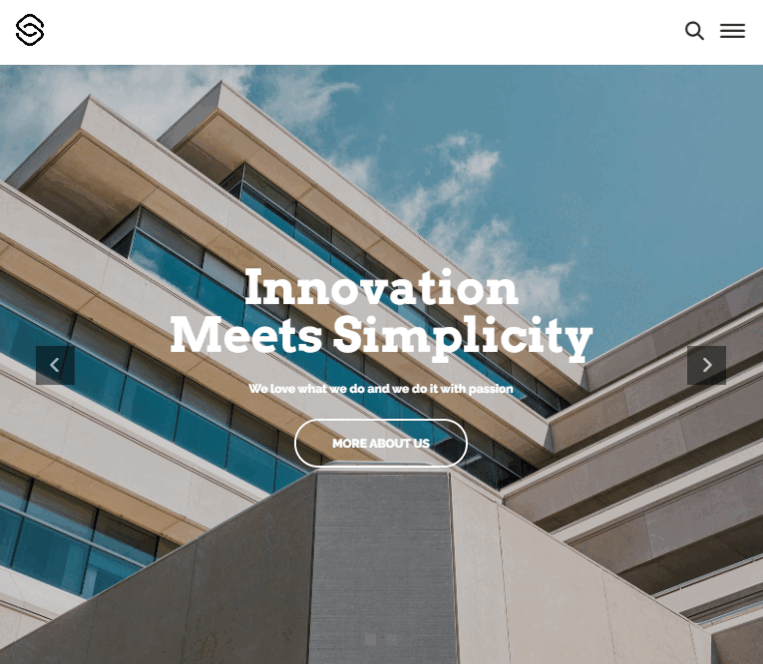 Innovation
Meets Simplicity
We love what we do and we do it with passion
MORE ABOUT US